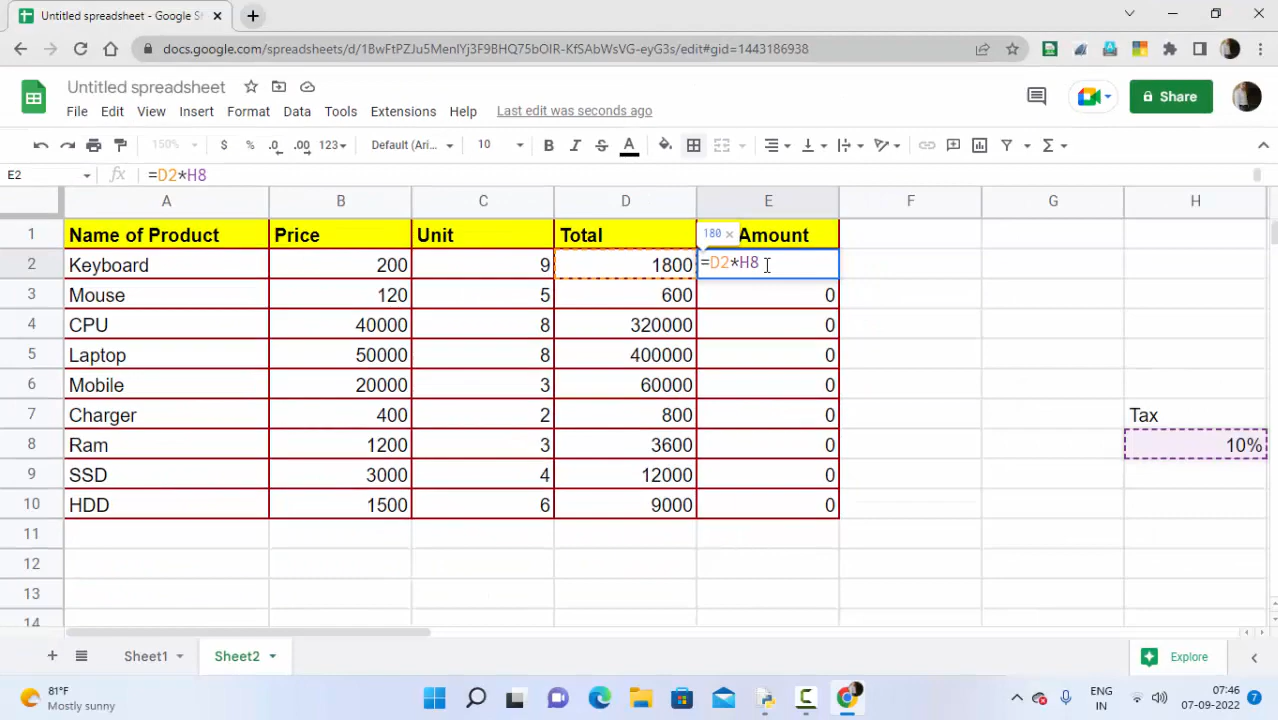 Untitled spreadsheet - Google S
docs.google.com/spreadsheets/d/1BwFtPZJu5MenIYj3F9BHQ75bOIR-KfSAbWsVG-eyG3s/edit#gid=1443186938
Untitled spreadsheet
File Edit View Insert Format Data Tools Extensions Help Last edit was seconds ago
Share
150% $ % .0 .00 123 Default (Ari... 10 B I S A
E2 fx =D2*H8
A B C D E F G H
1 Name of Product Price Unit Total Amount
180 ×
2 Keyboard 200 9 1800 =D2*H8
3 Mouse 120 5 600 0
4 CPU 40000 8 320000 0
5 Laptop 50000 8 400000 0
6 Mobile 20000 3 60000 0
7 Charger 400 2 800 0 Tax
8 Ram 1200 3 3600 0 10%
9 SSD 3000 4 12000 0
10 HDD 1500 6 9000 0
11
12
13
14
Sheet1 Sheet2 Explore
81°F
Mostly sunny
ENG
IN
07:46
07-09-2022
7